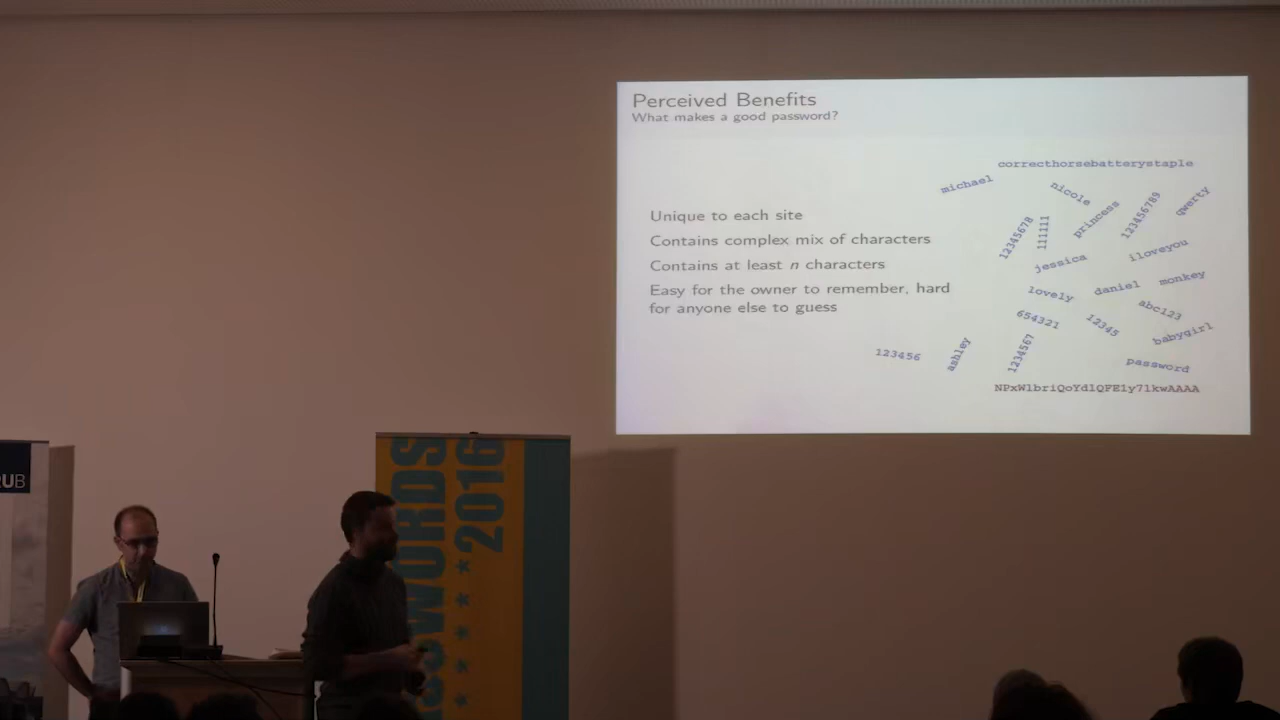 Perceived Benefits
What makes a good password?
correcthorsebatterystaple
michael
nicole
princess
123456789
qwerty
12345678
111111
Unique to each site
Contains complex mix of characters
Contains at least n characters
Easy for the owner to remember, hard
for anyone else to guess
jessica
iloveyou
lovely
daniel
monkey
654321
12345
abc123
babygirl
123456
ashley
1234567
password
NPxW1briQoYd1QFE1y71kwAAAA
RUB
SSWORDS
2016